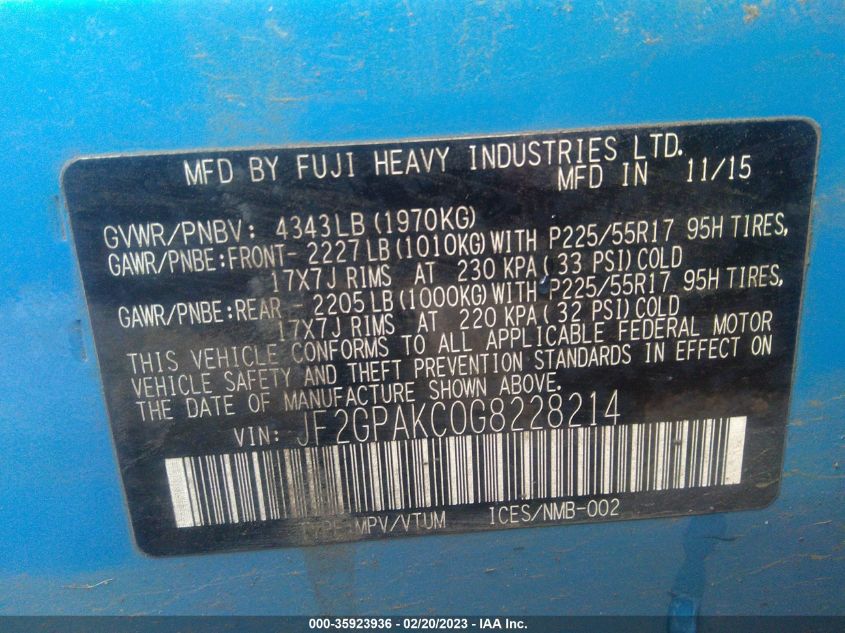 MFD BY FUJI HEAVY INDUSTRIES LTD.
MFD IN 11/15
GVWR/PNBV: 4343LB (1970KG)
GAWR/PNBE:FRONT- 2227LB (1010KG) WITH P225/55R17 95H TIRES,
17X7J RIMS AT 230 KPA( 33 PSI) COLD
GAWR/PNBE:REAR - 2205LB (1000KG) WITH P225/55R17 95H TIRES,
17X7J RIMS AT 220 KPA( 32 PSI) COLD
THIS VEHICLE CONFORMS TO ALL APPLICABLE FEDERAL MOTOR
VEHICLE SAFETY AND THEFT PREVENTION STANDARDS IN EFFECT ON
THE DATE OF MANUFACTURE SHOWN ABOVE.
VIN: JF2GPAKC0G8228214
TYPE:MPV/VTUM ICES/NMB-002
000-35923936 - 02/20/2023 - IAA Inc.